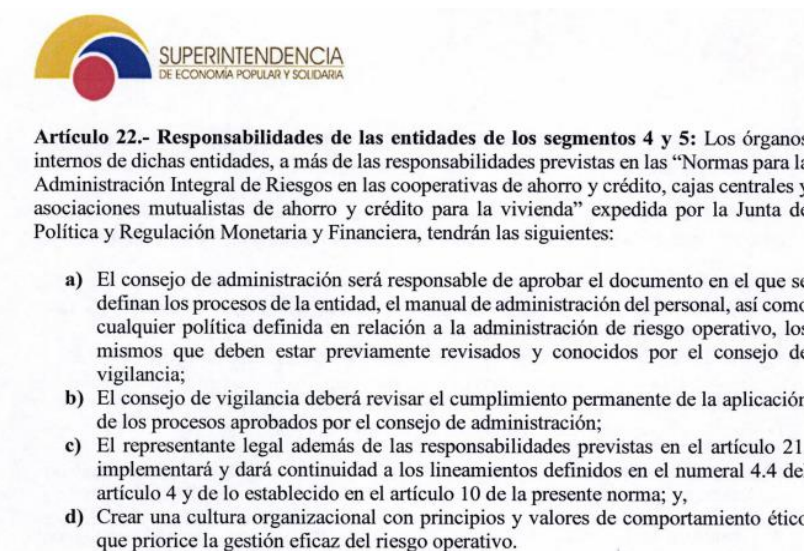 SUPERINTENDENCIA
DE ECONOMÍA POPULAR Y SOLIDARIA
Artículo 22.- Responsabilidades de las entidades de los segmentos 4 y 5: Los órganos
internos de dichas entidades, a más de las responsabilidades previstas en las “Normas para la
Administración Integral de Riesgos en las cooperativas de ahorro y crédito, cajas centrales y
asociaciones mutualistas de ahorro y crédito para la vivienda” expedida por la Junta de
Política y Regulación Monetaria y Financiera, tendrán las siguientes:
a) El consejo de administración será responsable de aprobar el documento en el que se
definan los procesos de la entidad, el manual de administración del personal, así como
cualquier política definida en relación a la administración de riesgo operativo, los
mismos que deben estar previamente revisados y conocidos por el consejo de
vigilancia;
b) El consejo de vigilancia deberá revisar el cumplimiento permanente de la aplicación
de los procesos aprobados por el consejo de administración;
c) El representante legal además de las responsabilidades previstas en el artículo 21
implementará y dará continuidad a los lineamientos definidos en el numeral 4.4 del
artículo 4 y de lo establecido en el artículo 10 de la presente norma; y,
d) Crear una cultura organizacional con principios y valores de comportamiento ético
que priorice la gestión eficaz del riesgo operativo.